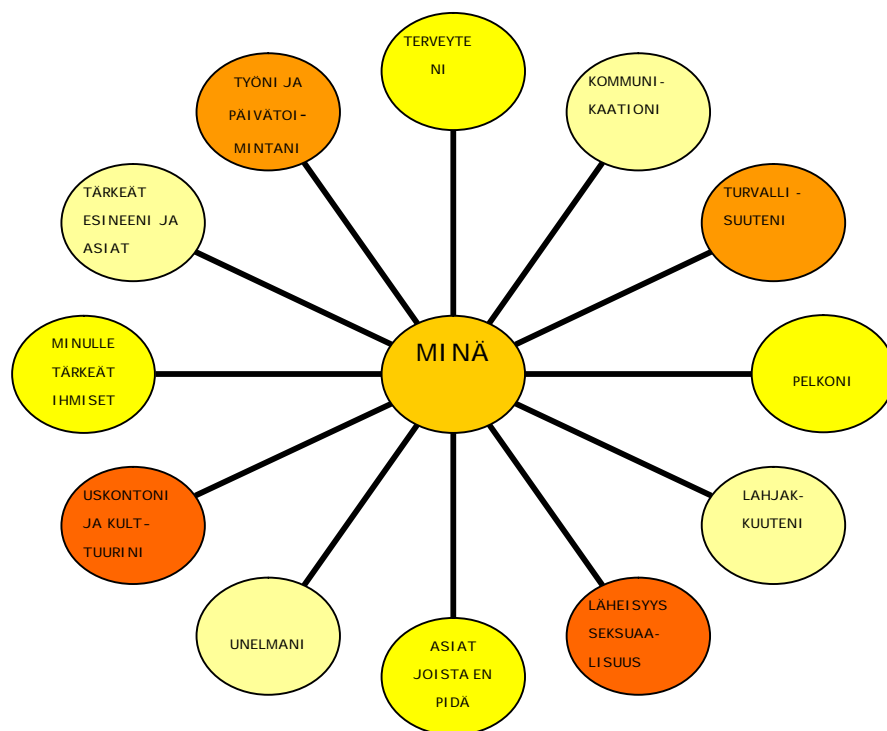 TERVEYTE
NI
TYÖNI JA
PÄIVÄTOI-
MINTANI
KOMMUNI-
KAATIONI
TÄRKEÄT
ESINEENI JA
ASIAT
TURVALLI-
SUUTENI
MINÄ
MINULLE
TÄRKEÄT
IHMISET
PELKONI
USKONTONI
JA KULT-
TUURINI
LAHJAK-
KUUTENI
UNELMANI
ASIAT
JOISTA EN
PIDÄ
LÄHEISYYS
SEKSUAA-
LISUUS